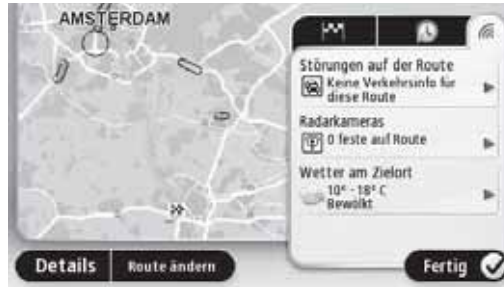 AMSTERDAM
Störungen auf der Route
Keine Verkehrsinfo für
diese Route
Radarkameras
0 feste auf Route
Wetter am Zielort
10° - 18° C
Bewölkt
Details
Route ändern
Fertig